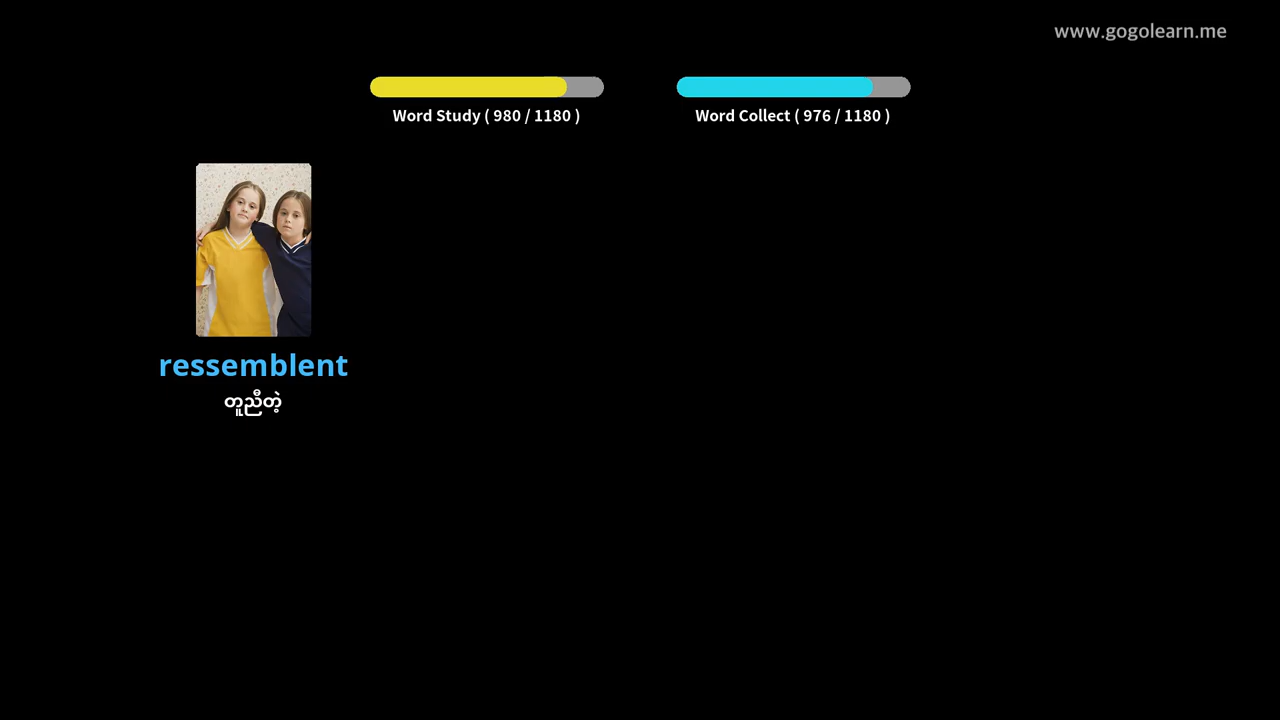 www.gogolearn.me
Word Study ( 980 / 1180 )
Word Collect ( 976 / 1180 )
ressemblent
တူညီတဲ့